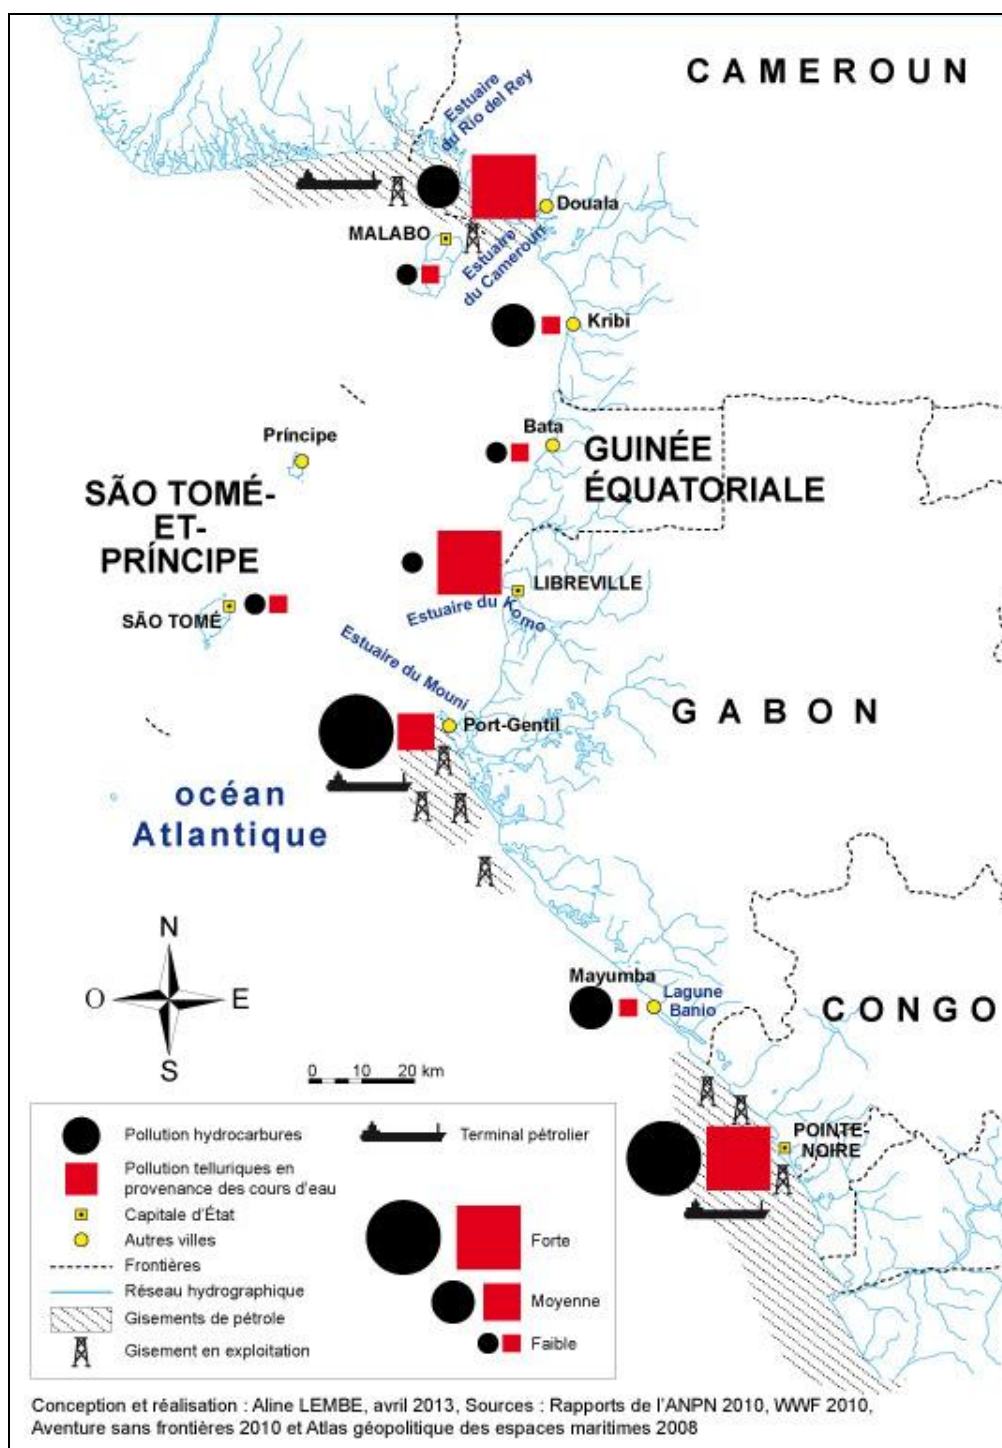 CAMEROUN
Estuaire
du Rio del Rey
Douala
MALABO
Estuaire
du Cameroun
Kribi
Bata
Príncipe
GUINÉE
ÉQUATORIALE
SÃO TOMÉ-
ET-
PRÍNCIPE
LIBREVILLE
Estuaire du Komo
SÃO TOMÉ
Estuaire du Mouni
Port-Gentil
GABON
océan
Atlantique
N
O
E
S
Mayumba
Lagune
Banio
CONGO
0 10 20 km
POINTE-
NOIRE
Pollution hydrocarbures
Pollution telluriques en
provenance des cours d'eau
Capitale d'État
Autres villes
Frontières
Réseau hydrographique
Gisements de pétrole
Gisement en exploitation
Terminal pétrolier
Forte
Moyenne
Faible
Conception et réalisation : Aline LEMBE, avril 2013, Sources : Rapports de l'ANPN 2010, WWF 2010,
Aventure sans frontières 2010 et Atlas géopolitique des espaces maritimes 2008